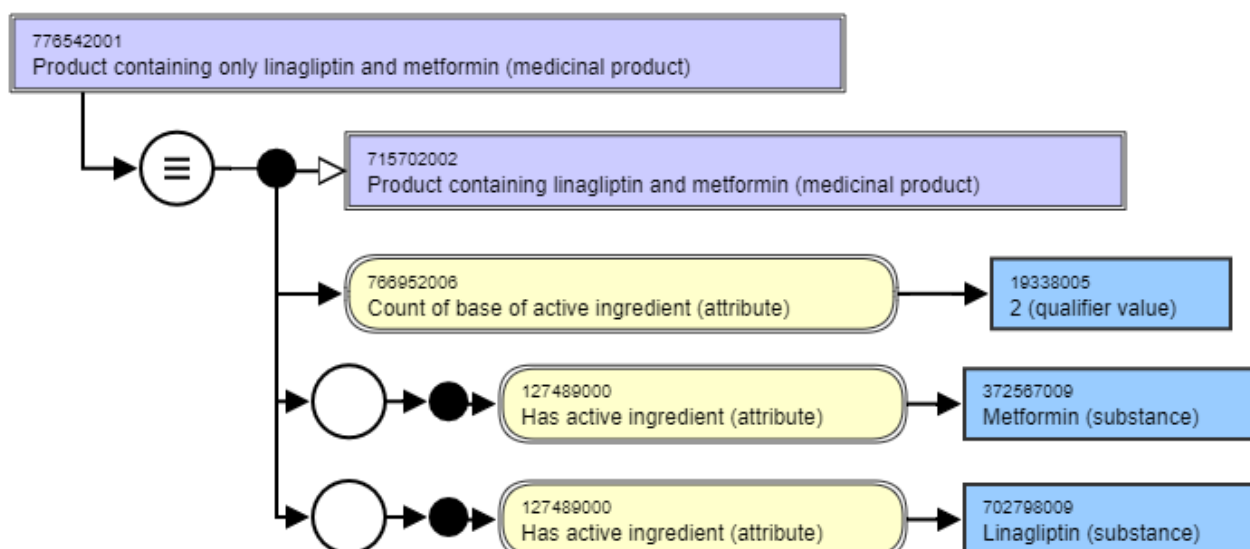 776542001
Product containing only linagliptin and metformin (medicinal product)
715702002
Product containing linagliptin and metformin (medicinal product)
766952006
Count of base of active ingredient (attribute)
19338005
2 (qualifier value)
127489000
Has active ingredient (attribute)
372567009
Metformin (substance)
127489000
Has active ingredient (attribute)
702798009
Linagliptin (substance)